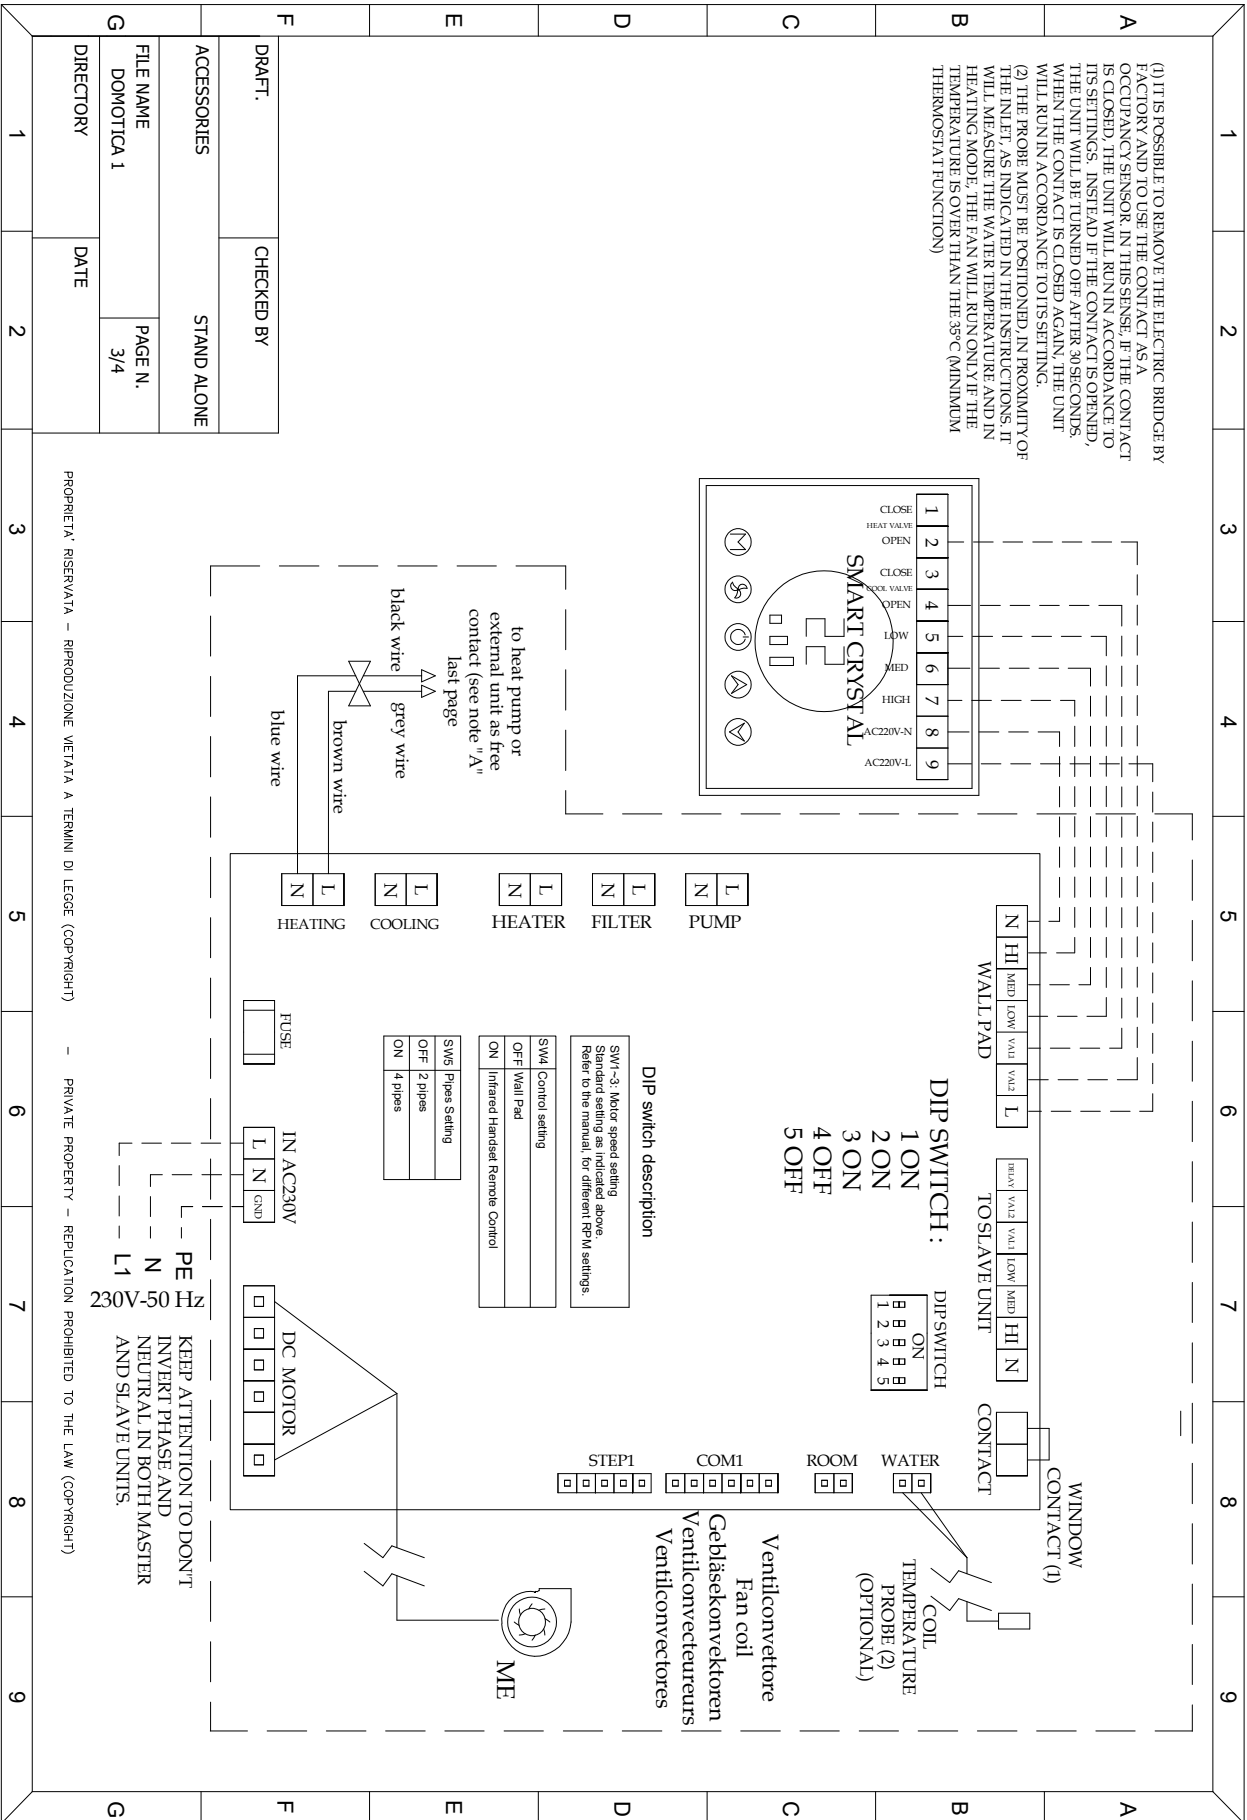 1
2
3
4
5
6
7
8
9
A
B
C
D
E
F
G
(1) IT IS POSSIBLE TO REMOVE THE ELECTRIC BRIDGE BY
FACTORY AND TO USE THE CONTACT AS A
OCCUPANCY SENSOR. IN THIS SENSE, IF THE CONTACT
IS CLOSED, THE UNIT WILL RUN IN ACCORDANCE TO
ITS SETTINGS. INSTEAD IF THE CONTACT IS OPENED,
THE UNIT WILL BE TURNED OFF AFTER 30 SECONDS.
WHEN THE CONTACT IS CLOSED AGAIN, THE UNIT
WILL RUN IN ACCORDANCE TO ITS SETTING.
(2) THE PROBE MUST BE POSITIONED, IN PROXIMITY OF
THE INLET, AS INDICATED IN THE INSTRUCTIONS. IT
WILL MEASURE THE WATER TEMPERATURE AND IN
HEATING MODE, THE FAN WILL RUN ONLY IF THE
TEMPERATURE IS OVER THAN THE 35°C (MINIMUM
THERMOSTAT FUNCTION)
1 2 3 4 5 6 7 8 9
CLOSE
HEAT VALVE
OPEN
CLOSE
COOL VALVE
OPEN
LOW
MED
HIGH
AC220V-N
AC220V-L
SMART CRYSTAL
M
N HI MED LOW VAL1 VAL2 L
WALL PAD
DELAY VAL2 VAL1 LOW MED HI N
TO SLAVE UNIT
CONTACT
WINDOW
CONTACT (1)
DIP SWITCH :
1 ON
2 ON
3 ON
4 OFF
5 OFF
DIPSWITCH
ON
1 2 3 4 5
WATER
ROOM
COM1
STEP1
COIL
TEMPERATURE
PROBE (2)
(OPTIONAL)
Ventilconvettore
Fan coil
Gebläsekonvektoren
Ventilconvecteureurs
Ventilconvectores
ME
L N
PUMP
L N
FILTER
L N
HEATER
L N
COOLING
L N
HEATING
DIP switch description
SW1~3: Motor speed setting
Standard setting as indicated above.
Refer to the manual, for different RPM settings.
SW4 Control setting
OFF Wall Pad
ON Infrared Handset Remote Control
SW5 Pipes Setting
OFF 2 pipes
ON 4 pipes
to heat pump or
external unit as free
contact (see note "A"
last page
black wire
grey wire
brown wire
blue wire
FUSE
IN AC230V
L N GND
DC MOTOR
PE
N
L1
230V-50 Hz
KEEP ATTENTION TO DON'T
INVERT PHASE AND
NEUTRAL IN BOTH MASTER
AND SLAVE UNITS.
DRAFT.
CHECKED BY
ACCESSORIES
STAND ALONE
FILE NAME
DOMOTICA 1
PAGE N.
3/4
DIRECTORY
DATE
PROPRIETA' RISERVATA – RIPRODUZIONE VIETATA A TERMINI DI LEGGE (COPYRIGHT) – PRIVATE PROPERTY – REPLICATION PROHIBITED TO THE LAW (COPYRIGHT)
1
2
3
4
5
6
7
8
9
A
B
C
D
E
F
G